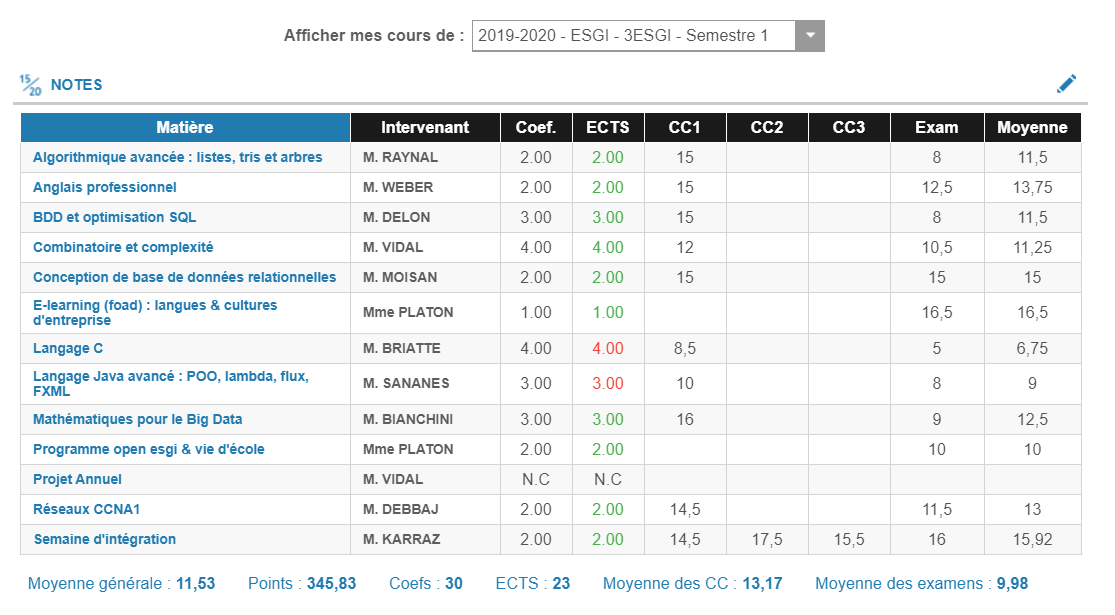 Afficher mes cours de : 2019-2020 - ESGI - 3ESGI - Semestre 1
15/20 NOTES
Matière Intervenant Coef. ECTS CC1 CC2 CC3 Exam Moyenne
Algorithmique avancée : listes, tris et arbres M. RAYNAL 2.00 2.00 15 8 11,5
Anglais professionnel M. WEBER 2.00 2.00 15 12,5 13,75
BDD et optimisation SQL M. DELON 3.00 3.00 15 8 11,5
Combinatoire et complexité M. VIDAL 4.00 4.00 12 10,5 11,25
Conception de base de données relationnelles M. MOISAN 2.00 2.00 15 15 15
E-learning (foad) : langues & cultures
d'entreprise Mme PLATON 1.00 1.00 16,5 16,5
Langage C M. BRIATTE 4.00 4.00 8,5 5 6,75
Langage Java avancé : POO, lambda, flux,
FXML M. SANANES 3.00 3.00 10 8 9
Mathématiques pour le Big Data M. BIANCHINI 3.00 3.00 16 9 12,5
Programme open esgi & vie d'école Mme PLATON 2.00 2.00 10 10
Projet Annuel M. VIDAL N.C N.C
Réseaux CCNA1 M. DEBBAJ 2.00 2.00 14,5 11,5 13
Semaine d'intégration M. KARRAZ 2.00 2.00 14,5 17,5 15,5 16 15,92
Moyenne générale : 11,53 Points : 345,83 Coefs : 30 ECTS : 23 Moyenne des CC : 13,17 Moyenne des examens : 9,98